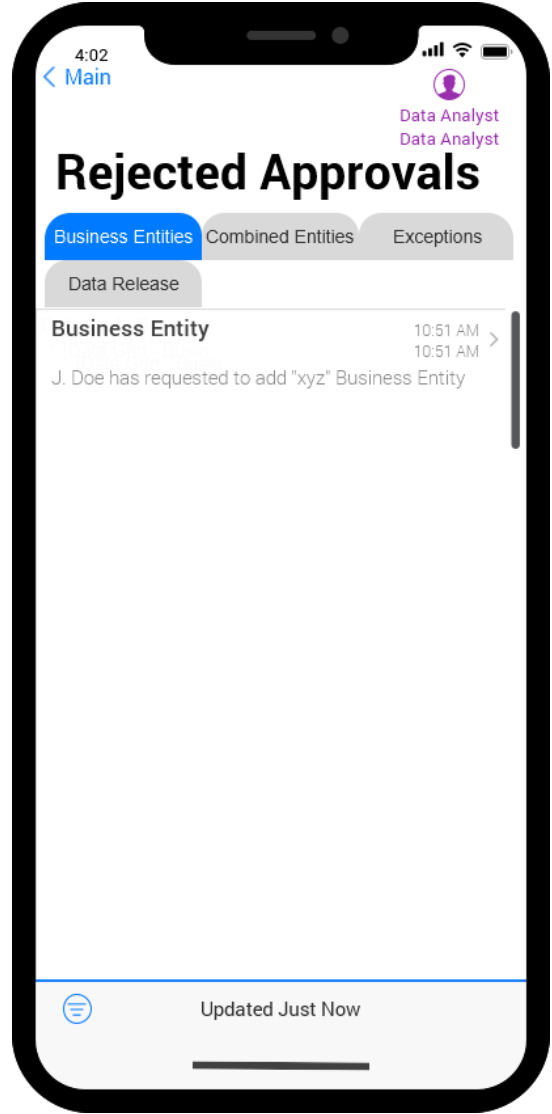 4:02
Main
Data Analyst
Data Analyst
Rejected Approvals
Business Entities Combined Entities Exceptions
Data Release
Business Entity 10:51 AM
10:51 AM
J. Doe has requested to add "xyz" Business Entity
Updated Just Now